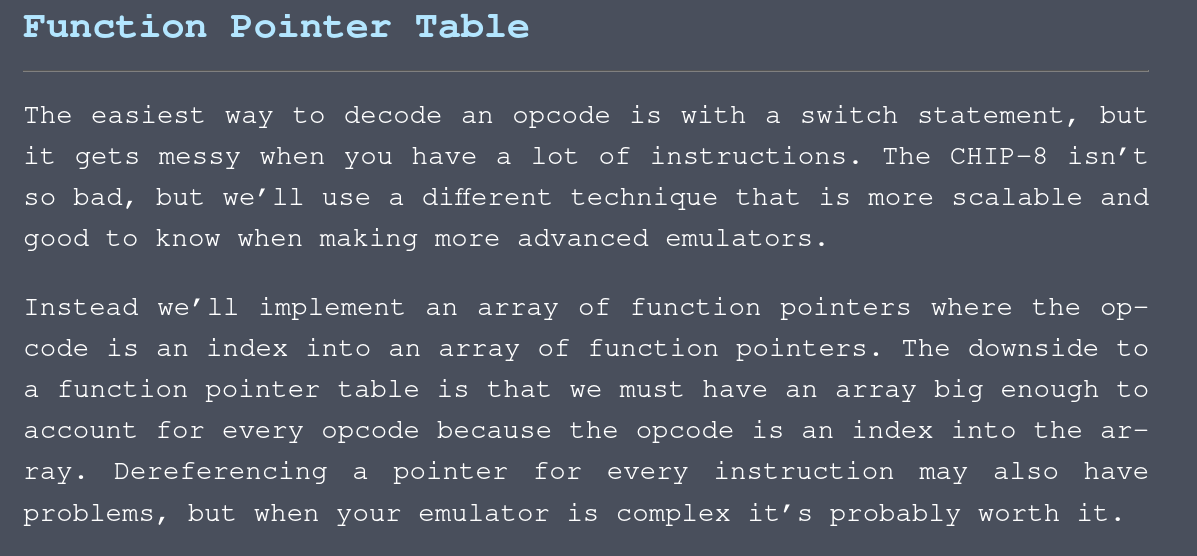 Function Pointer Table
The easiest way to decode an opcode is with a switch statement, but
it gets messy when you have a lot of instructions. The CHIP-8 isn’t
so bad, but we’ll use a different technique that is more scalable and
good to know when making more advanced emulators.
Instead we’ll implement an array of function pointers where the op-
code is an index into an array of function pointers. The downside to
a function pointer table is that we must have an array big enough to
account for every opcode because the opcode is an index into the ar-
ray. Dereferencing a pointer for every instruction may also have
problems, but when your emulator is complex it’s probably worth it.